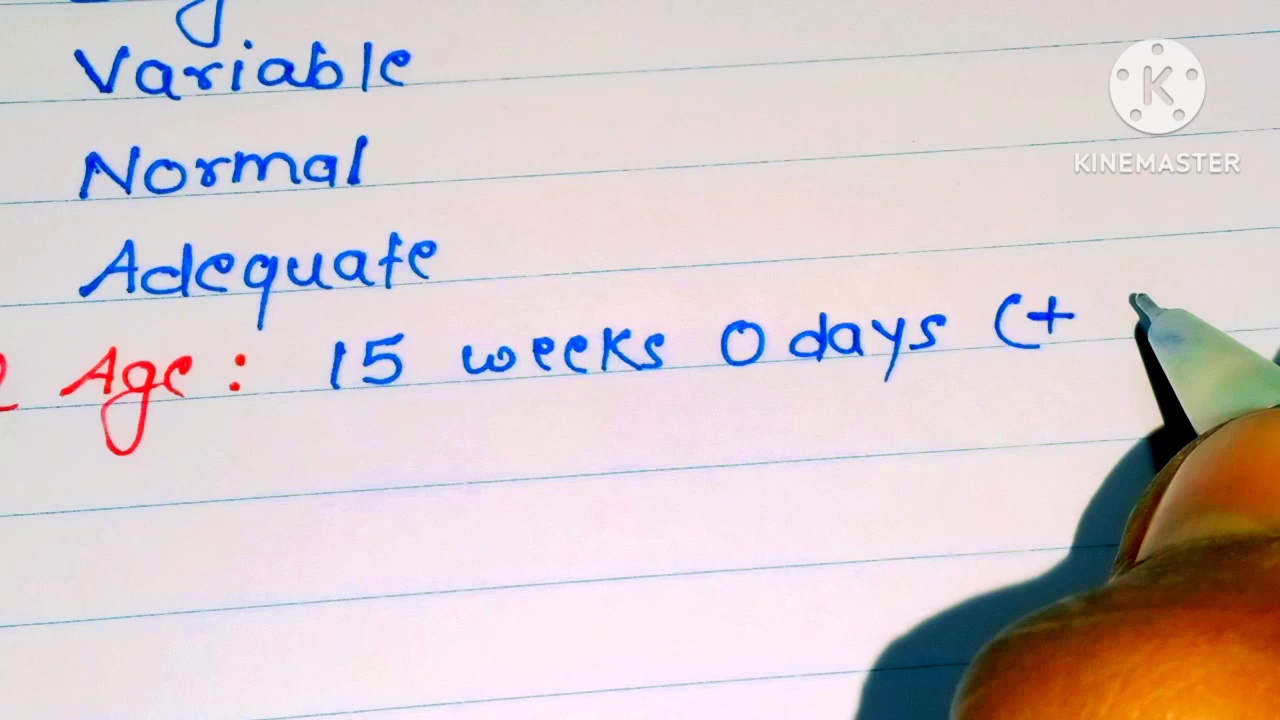 Variable
Normal
Adequate
Age: 15 weeks 0 days (+
K
KINEMASTER